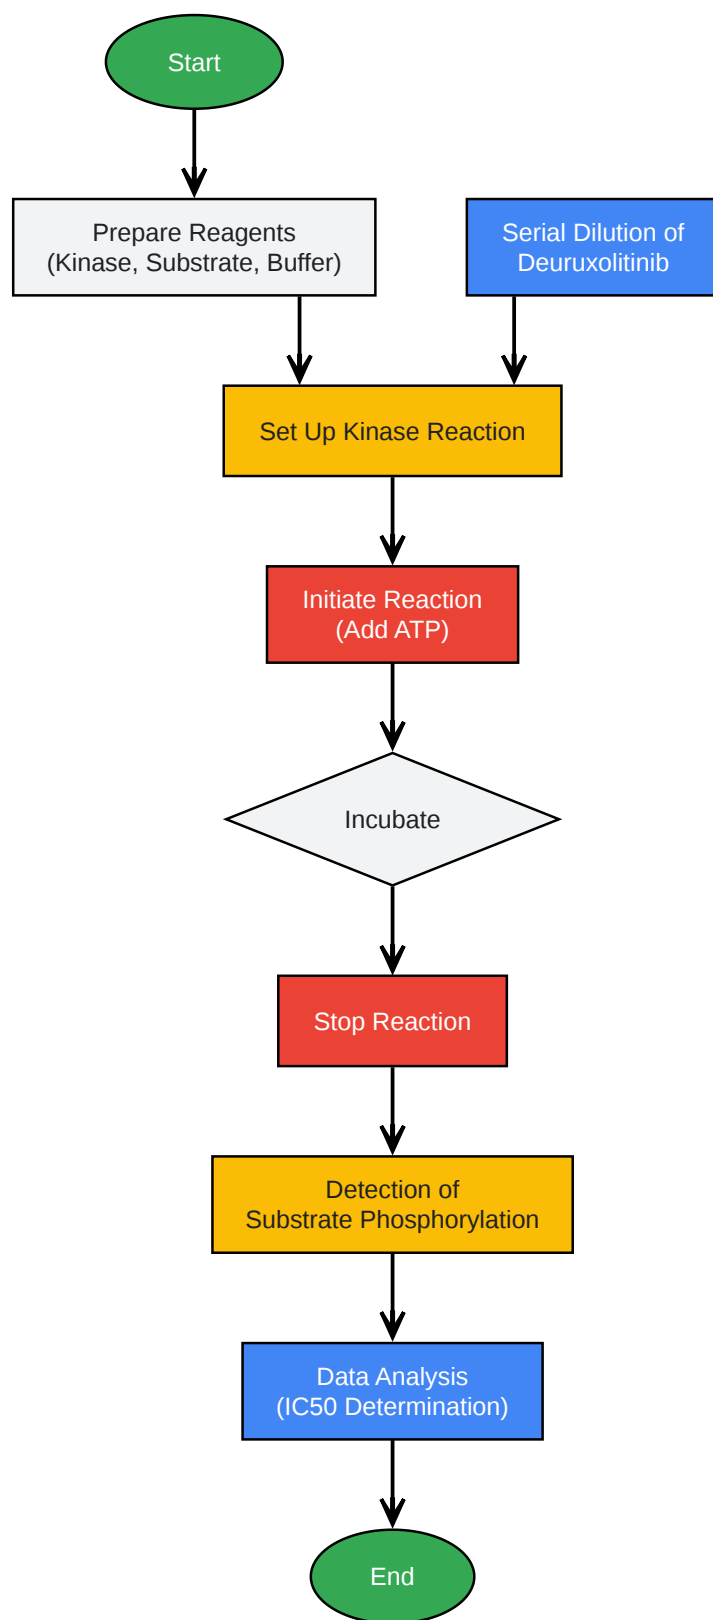 Start
Prepare Reagents
(Kinase, Substrate, Buffer)
Serial Dilution of
Deuruxolitinib
Set Up Kinase Reaction
Initiate Reaction
(Add ATP)
Incubate
Stop Reaction
Detection of
Substrate Phosphorylation
Data Analysis
(IC50 Determination)
End